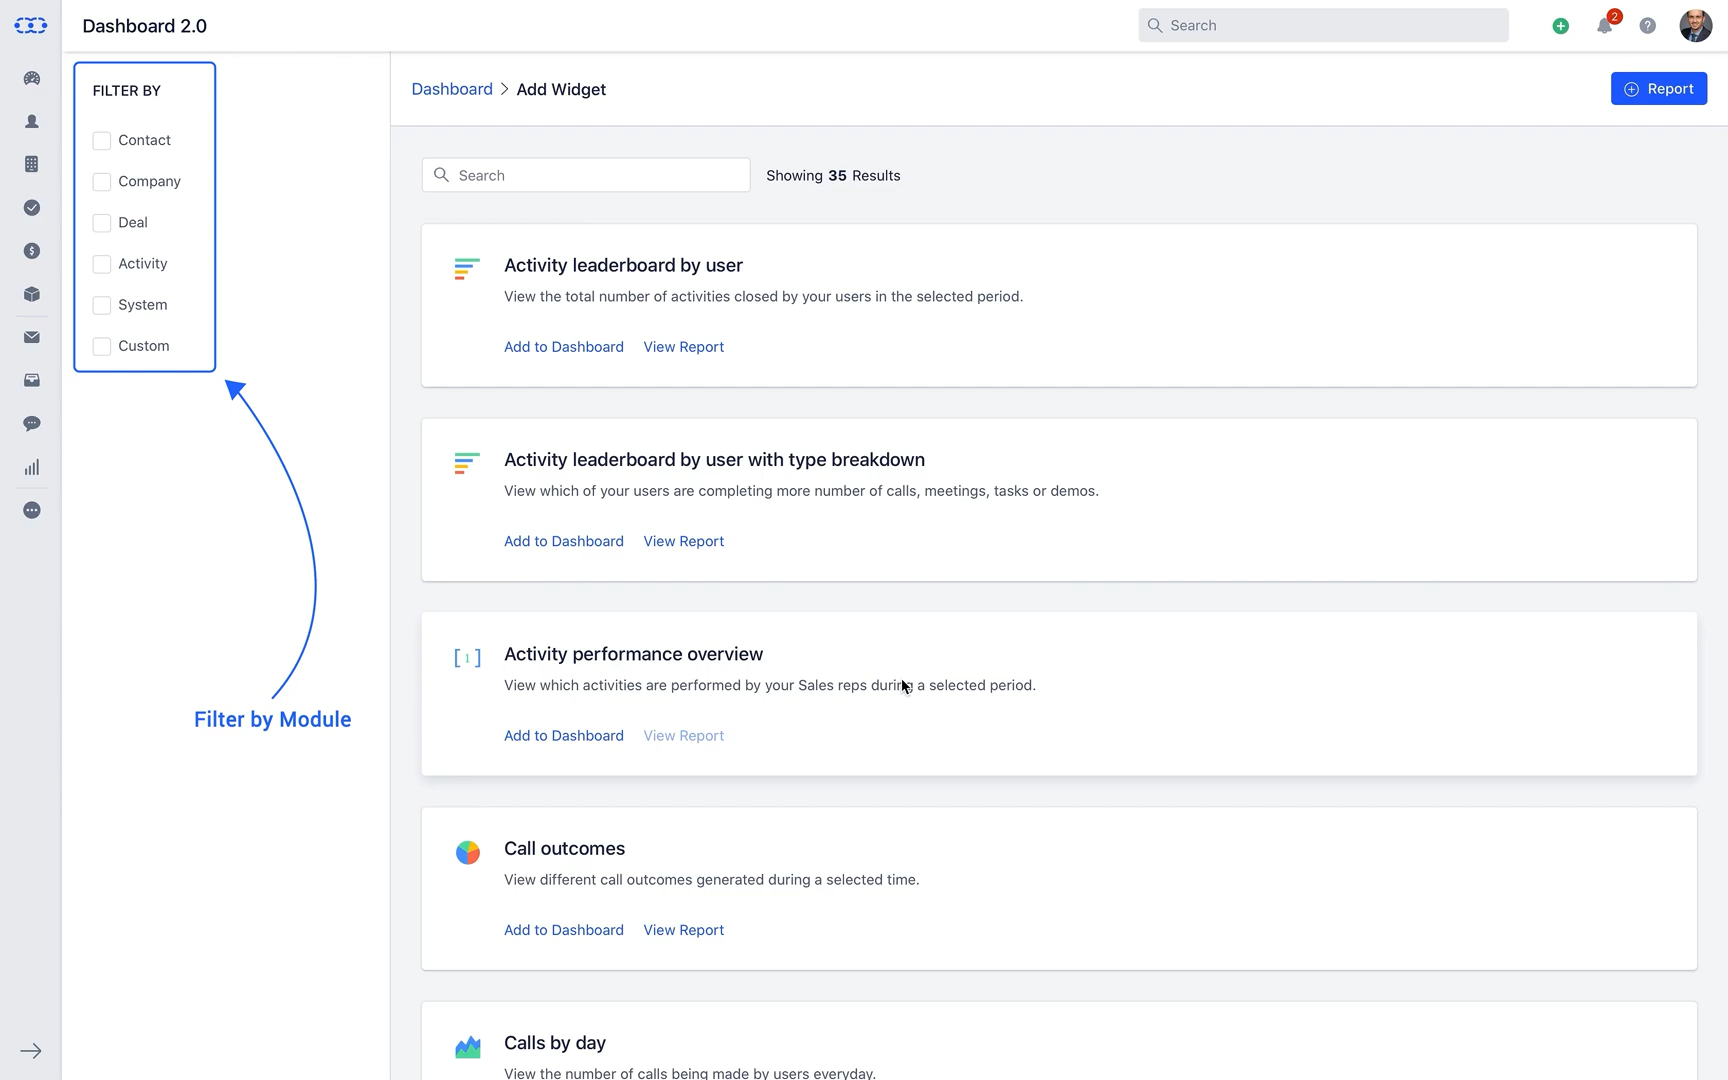 Dashboard 2.0
Search
2
FILTER BY
Contact
Company
Deal
Activity
System
Custom
Filter by Module
Dashboard > Add Widget
Report
Search
Showing 35 Results
Activity leaderboard by user
View the total number of activities closed by your users in the selected period.
Add to Dashboard View Report
Activity leaderboard by user with type breakdown
View which of your users are completing more number of calls, meetings, tasks or demos.
Add to Dashboard View Report
[1]
Activity performance overview
View which activities are performed by your Sales reps during a selected period.
Add to Dashboard View Report
Call outcomes
View different call outcomes generated during a selected time.
Add to Dashboard View Report
Calls by day
View the number of calls being made by users everyday.